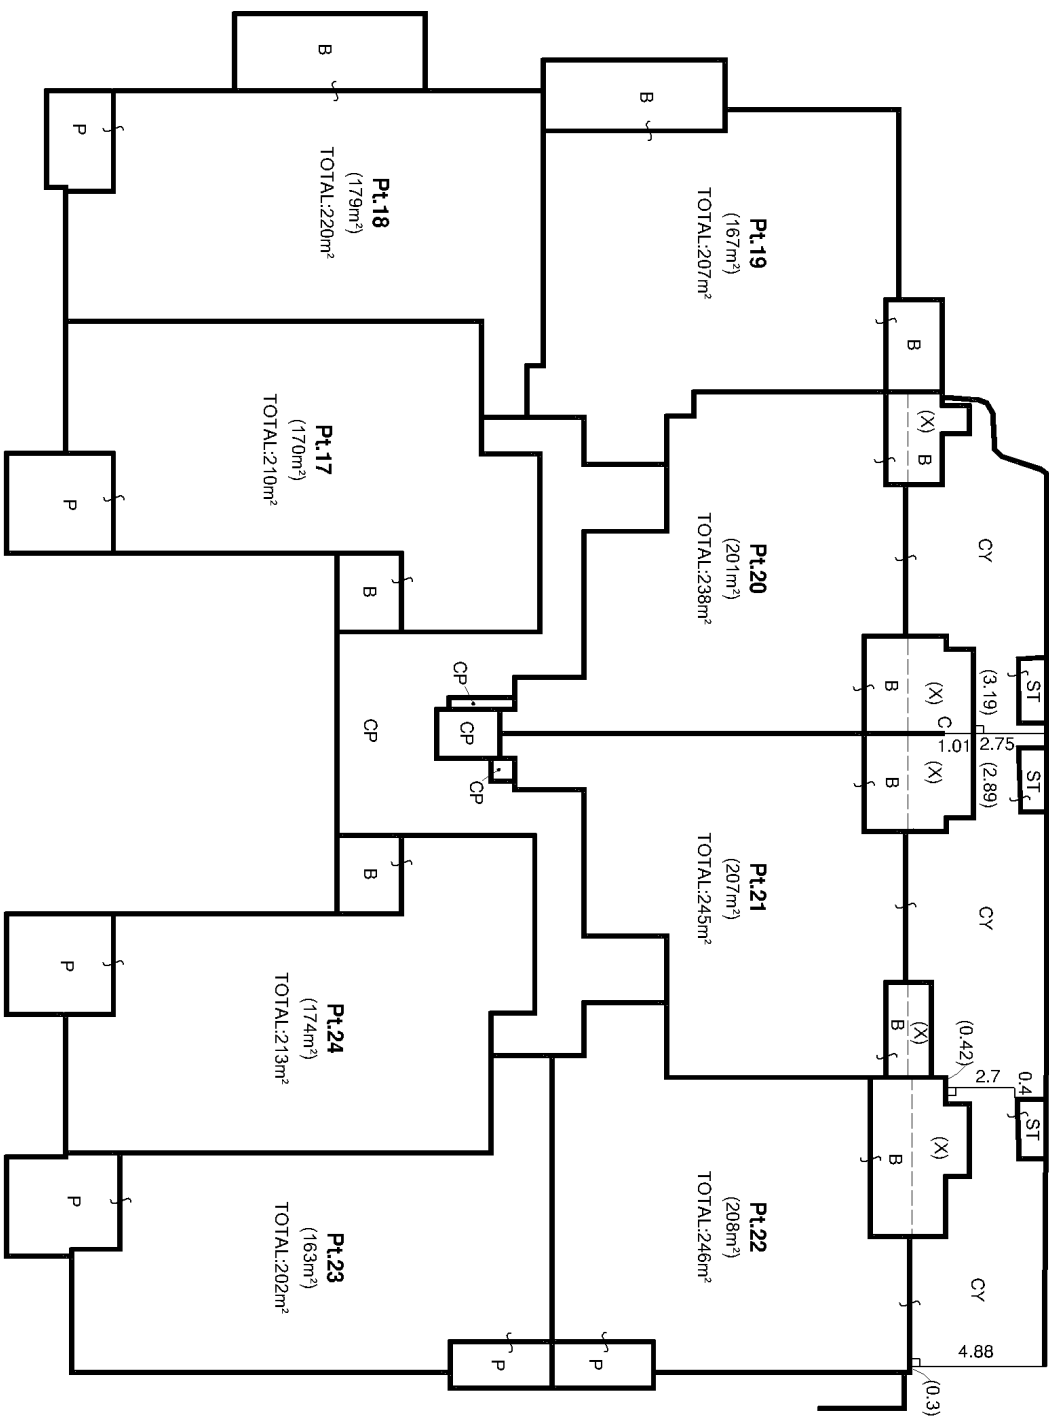 B
P
Pt.18
(179m²)
TOTAL:220m²
B
Pt.19
(167m²)
TOTAL:207m²
B
(X)
B
CY
Pt.17
(170m²)
TOTAL:210m²
P
B
Pt.20
(201m²)
TOTAL:238m²
B
(X)
(3.19)
ST
C
1.01
2.75
CP
CP
CP
CP
B
(X)
(2.89)
ST
Pt.21
(207m²)
TOTAL:245m²
CY
B
(X)
(0.42)
2.7
0.4
ST
B
P
Pt.24
(174m²)
TOTAL:213m²
B
(X)
Pt.22
(208m²)
TOTAL:246m²
CY
4.88
(0.3)
P
Pt.23
(163m²)
TOTAL:202m²
P
P